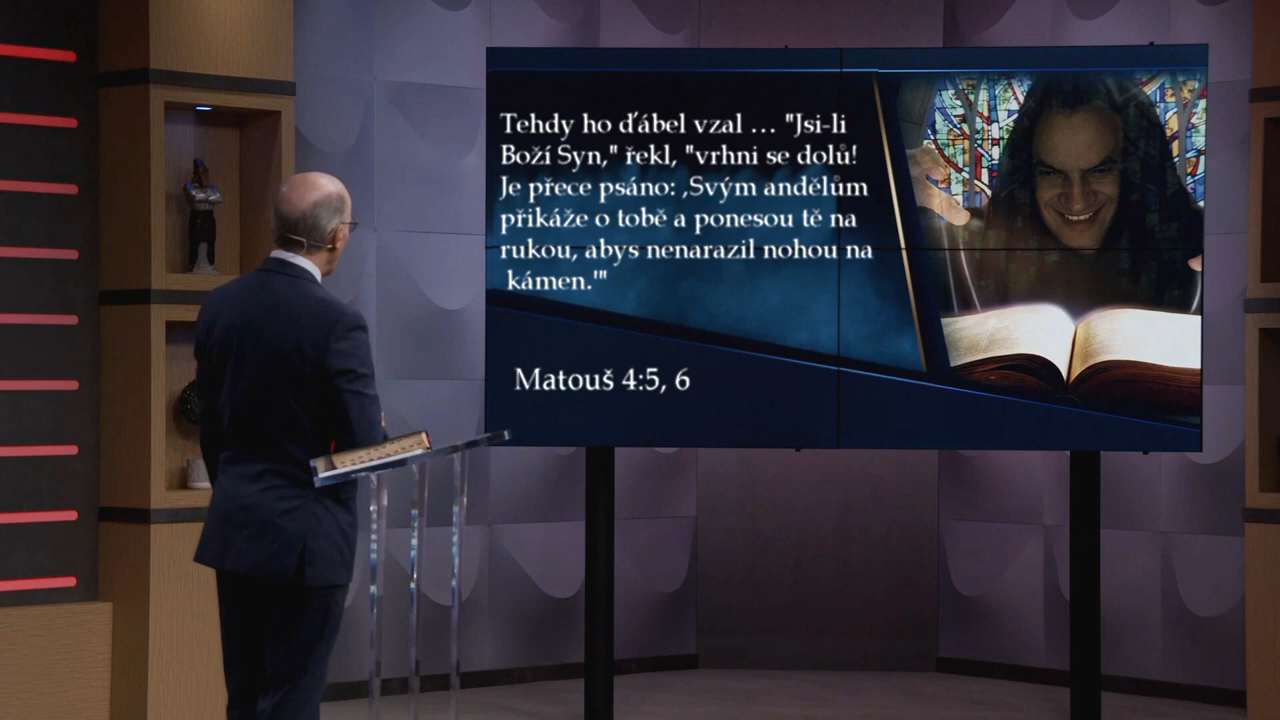 Tehdy ho ďábel vzal … "Jsi-li
Boží Syn," řekl, "vrhni se dolů!
Je přece psáno: ‚Svým andělům
přikáže o tobě a ponesou tě na
rukou, abys nenarazil nohou na
kámen.'"
Matouš 4:5, 6